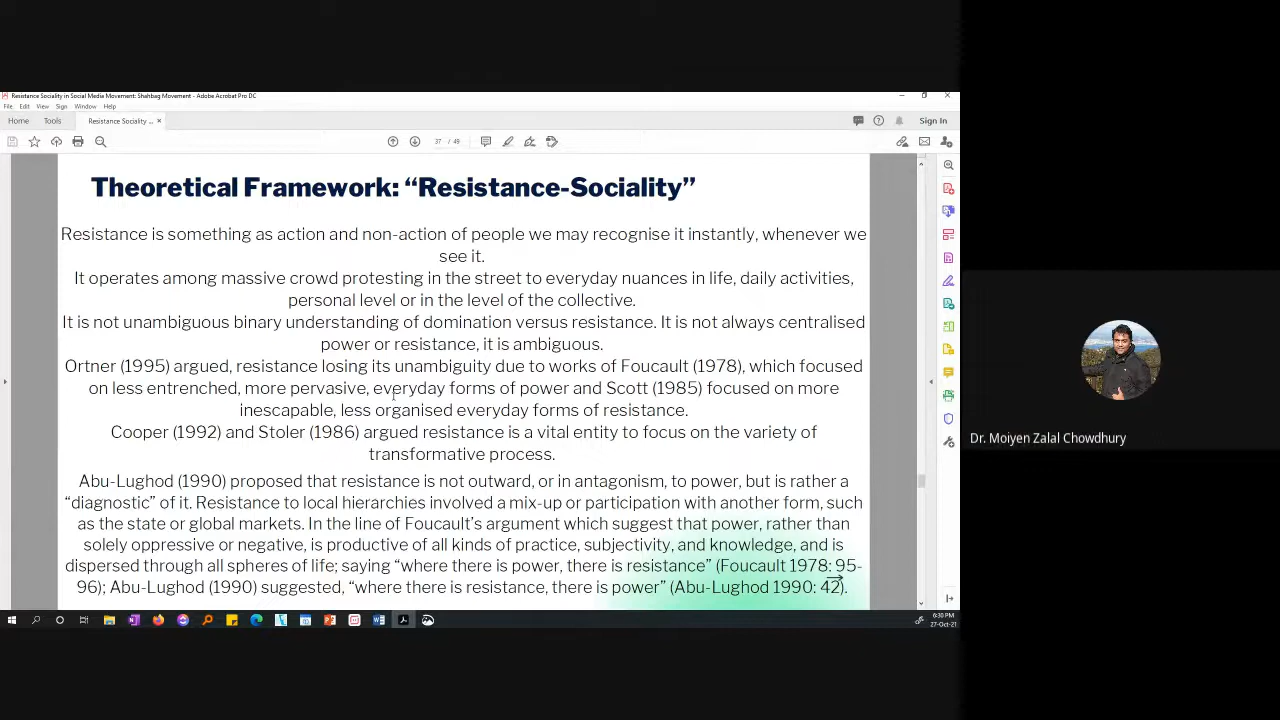 Resistance Sociality in Social Media Movement: Shahbag Movement - Adobe Acrobat Pro DC
File Edit View Sign Window Help
Home Tools Resistance Sociality ... × Sign In
37 / 49
Theoretical Framework: “Resistance-Sociality”
Resistance is something as action and non-action of people we may recognise it instantly, whenever we
see it.
It operates among massive crowd protesting in the street to everyday nuances in life, daily activities,
personal level or in the level of the collective.
It is not unambiguous binary understanding of domination versus resistance. It is not always centralised
power or resistance, it is ambiguous.
Ortner (1995) argued, resistance losing its unambiguity due to works of Foucault (1978), which focused
on less entrenched, more pervasive, everyday forms of power and Scott (1985) focused on more
inescapable, less organised everyday forms of resistance.
Cooper (1992) and Stoler (1986) argued resistance is a vital entity to focus on the variety of
transformative process.
Abu-Lughod (1990) proposed that resistance is not outward, or in antagonism, to power, but is rather a
“diagnostic” of it. Resistance to local hierarchies involved a mix-up or participation with another form, such
as the state or global markets. In the line of Foucault’s argument which suggest that power, rather than
solely oppressive or negative, is productive of all kinds of practice, subjectivity, and knowledge, and is
dispersed through all spheres of life; saying “where there is power, there is resistance” (Foucault 1978: 95-
96); Abu-Lughod (1990) suggested, “where there is resistance, there is power” (Abu-Lughod 1990: 42).
Dr. Moiyen Zalal Chowdhury
6:30 PM
27-Oct-21